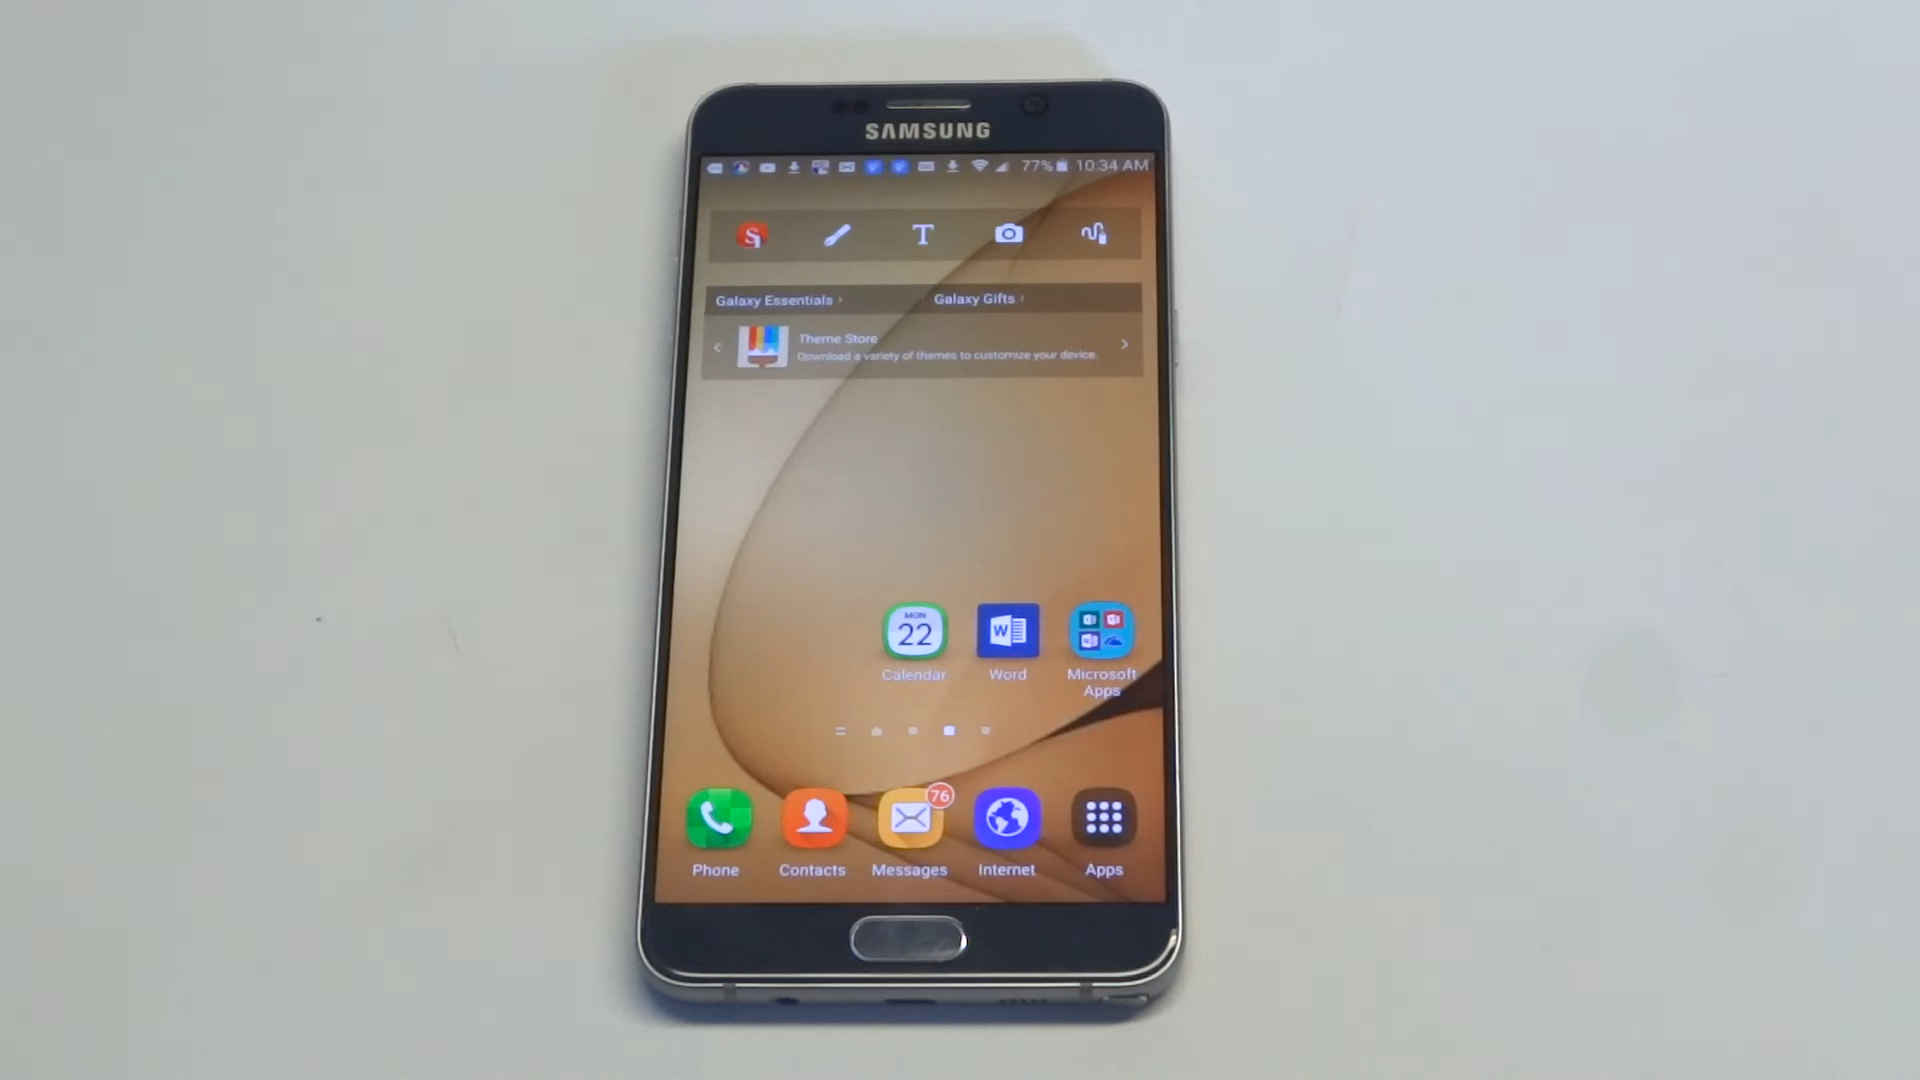 SAMSUNG
77% 10:34 AM
S T
Galaxy Essentials › Galaxy Gifts ›
Theme Store
Download a variety of themes to customize your device.
MON
22
W
Calendar Word Microsoft
Apps
76
Phone Contacts Messages Internet Apps